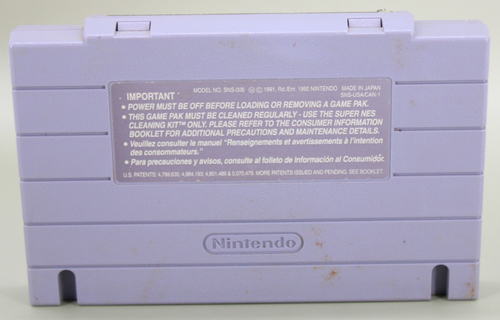 IMPORTANT MODEL NO. SNS-006 © Ⓟ 1991, Rd./Enr. 1992 NINTENDO MADE IN JAPAN
SNS-USA/CAN-1
• POWER MUST BE OFF BEFORE LOADING OR REMOVING A GAME PAK.
• THIS GAME PAK MUST BE CLEANED REGULARLY - USE THE SUPER NES
CLEANING KIT™ ONLY. PLEASE REFER TO THE CONSUMER INFORMATION
BOOKLET FOR ADDITIONAL PRECAUTIONS AND MAINTENANCE DETAILS.
• Veuillez consulter le manuel "Renseignements et avertissements à l'intention
des consommateurs."
• Para precauciones y avisos, consulte al folleto de Información al Consumidor.
U.S. PATENTS: 4,799,635; 4,984,193; 4,901,488 & 5,070,479. MORE PATENTS ISSUED AND PENDING. SEE BOOKLET.
Nintendo